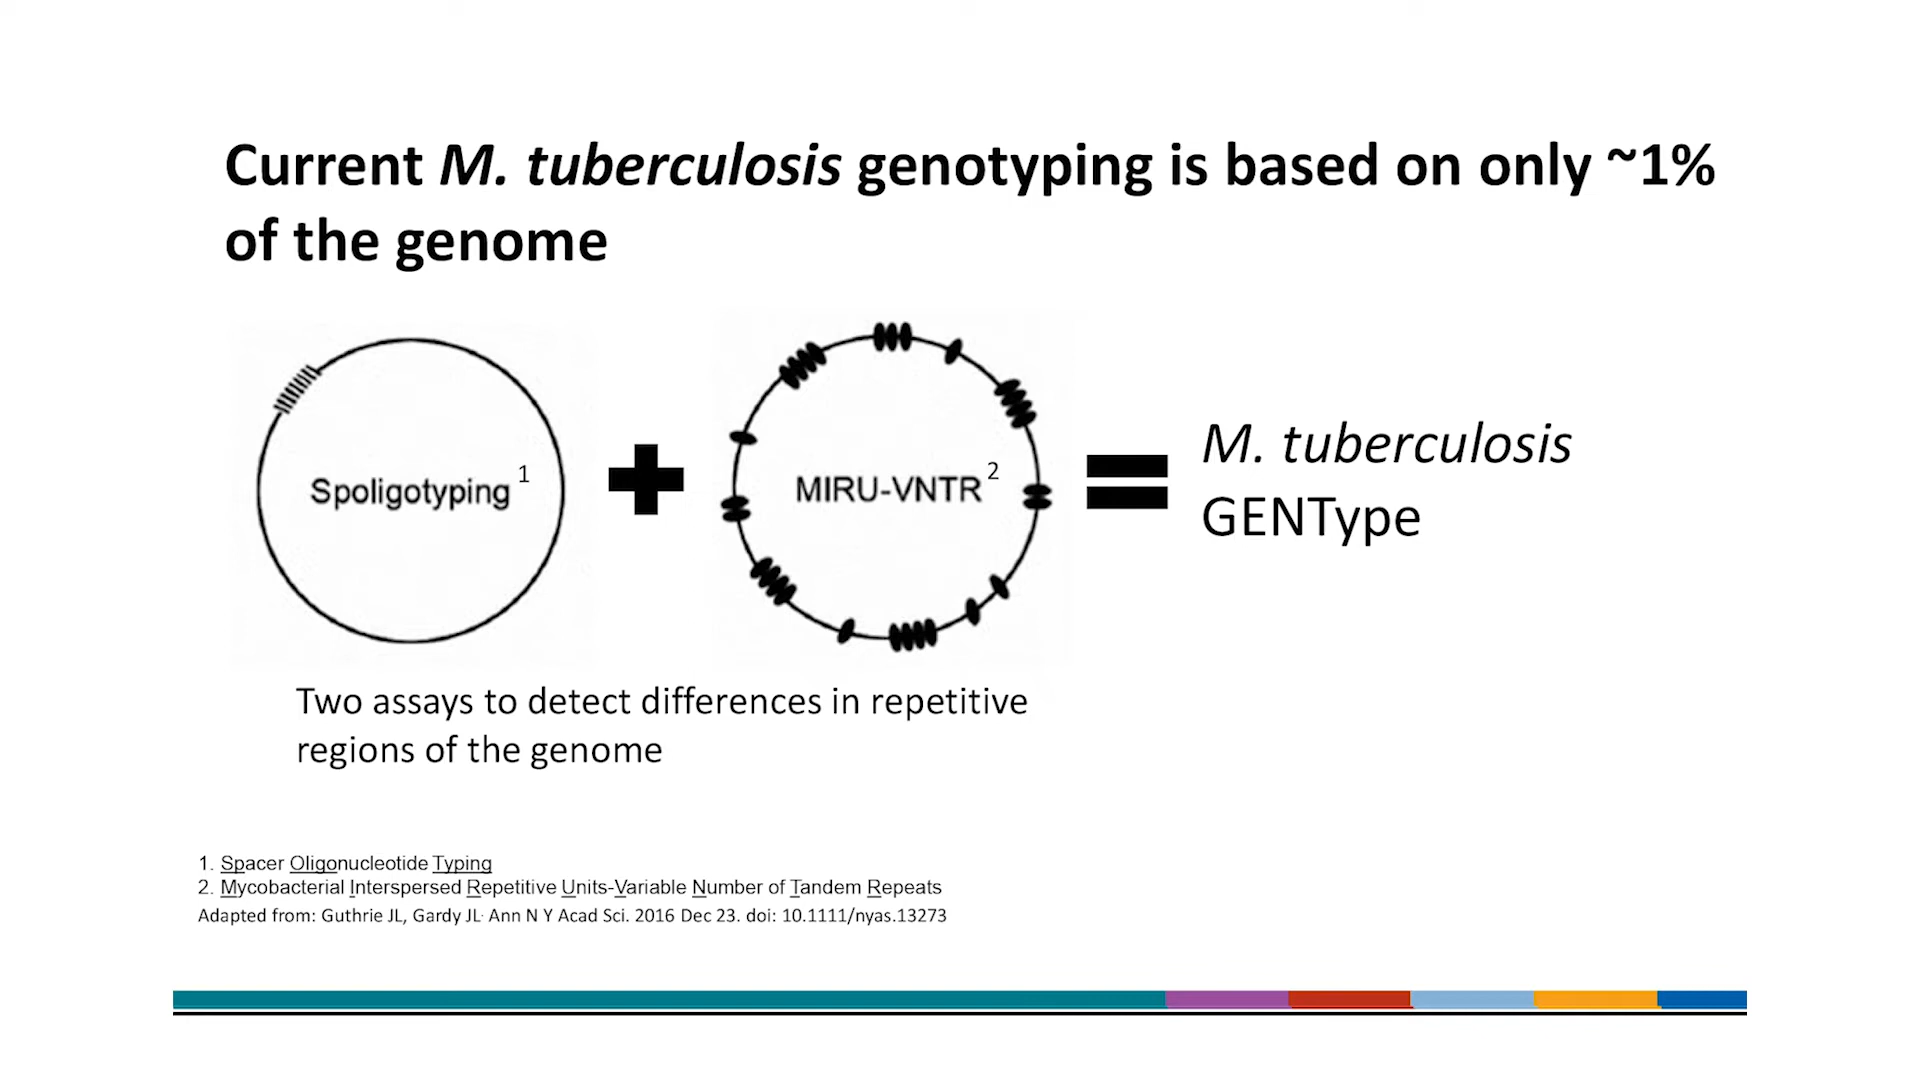 Current M. tuberculosis genotyping is based on only ~1%
of the genome
Spoligotyping 1
MIRU-VNTR 2
M. tuberculosis
GENType
Two assays to detect differences in repetitive
regions of the genome
1. Spacer Oligonucleotide Typing
2. Mycobacterial Interspersed Repetitive Units-Variable Number of Tandem Repeats
Adapted from: Guthrie JL, Gardy JL. Ann N Y Acad Sci. 2016 Dec 23. doi: 10.1111/nyas.13273